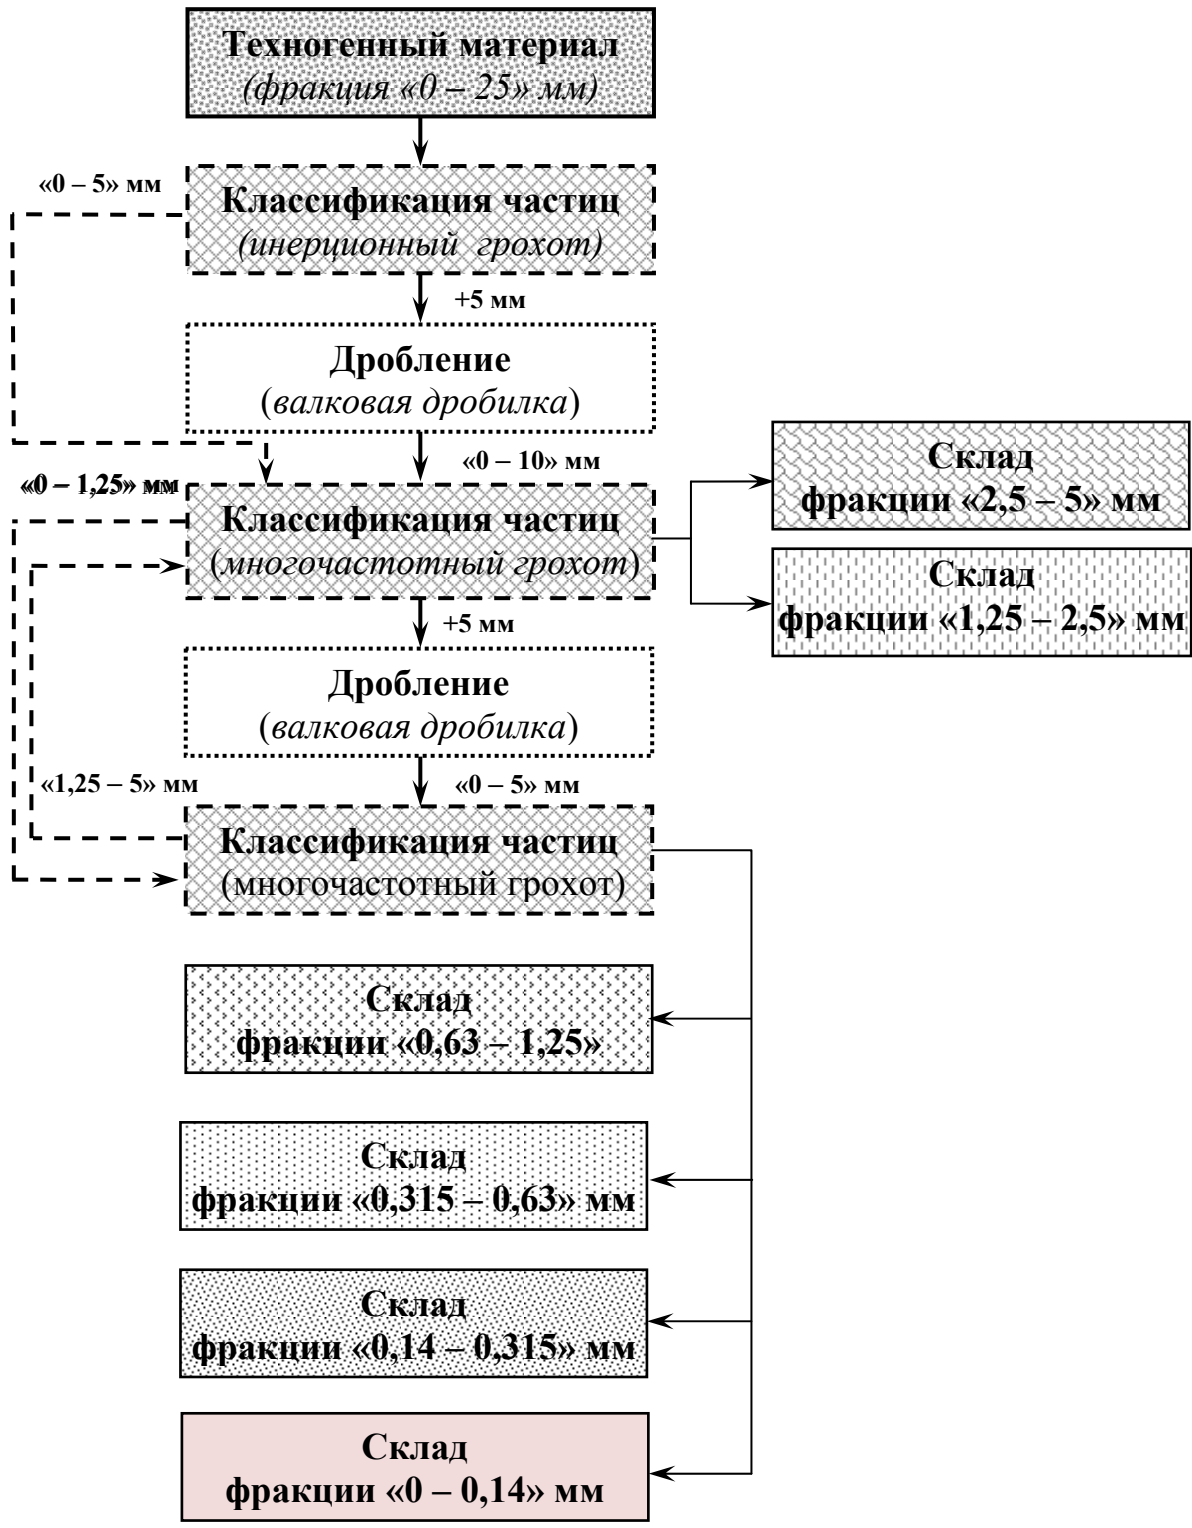 Техногенный материал
(фракция «0 – 25» мм)
«0 – 5» мм
Классификация частиц
(инерционный грохот)
+5 мм
Дробление
(валковая дробилка)
«0 – 10» мм
«0 – 1,25» мм
Классификация частиц
(многочастотный грохот)
Склад
фракции «2,5 – 5» мм
Склад
фракции «1,25 – 2,5» мм
+5 мм
Дробление
(валковая дробилка)
«1,25 – 5» мм
«0 – 5» мм
Классификация частиц
(многочастотный грохот)
Склад
фракции «0,63 – 1,25»
Склад
фракции «0,315 – 0,63» мм
Склад
фракции «0,14 – 0,315» мм
Склад
фракции «0 – 0,14» мм